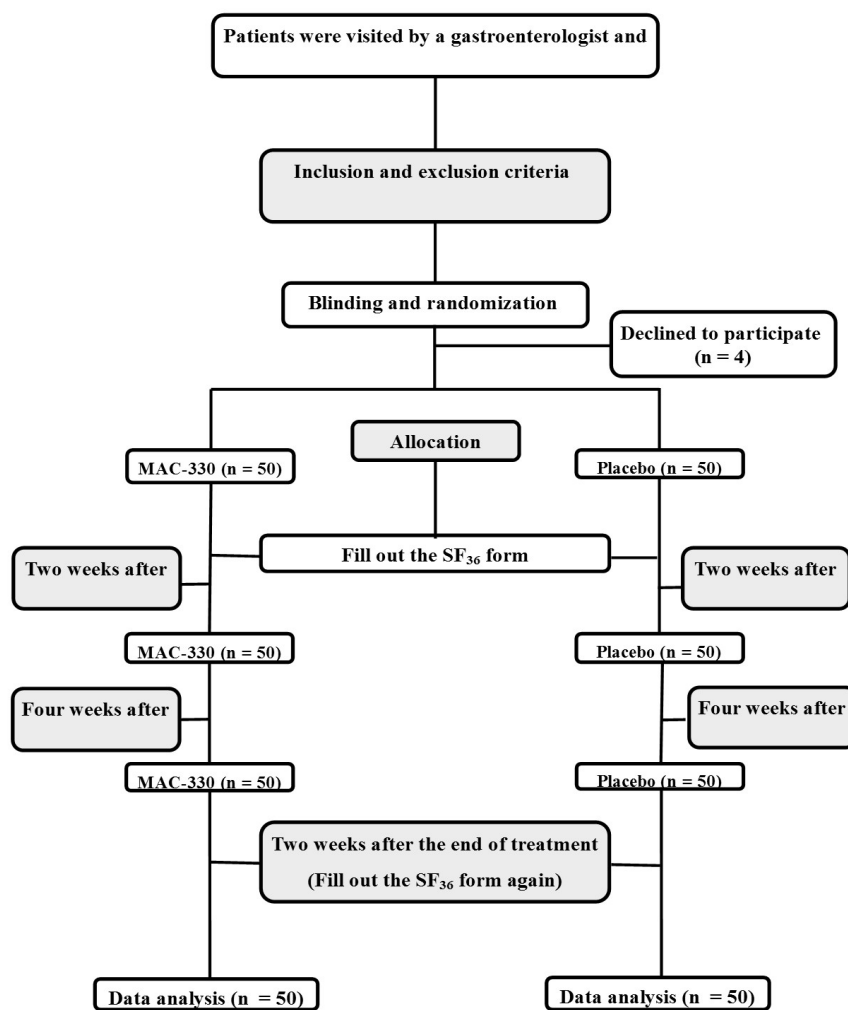 Patients were visited by a gastroenterologist and
Inclusion and exclusion criteria
Blinding and randomization
Declined to participate
(n = 4)
Allocation
MAC-330 (n = 50)
Placebo (n = 50)
Fill out the SF₃₆ form
Two weeks after
Two weeks after
MAC-330 (n = 50)
Placebo (n = 50)
Four weeks after
Four weeks after
MAC-330 (n = 50)
Placebo (n = 50)
Two weeks after the end of treatment
(Fill out the SF₃₆ form again)
Data analysis (n = 50)
Data analysis (n = 50)